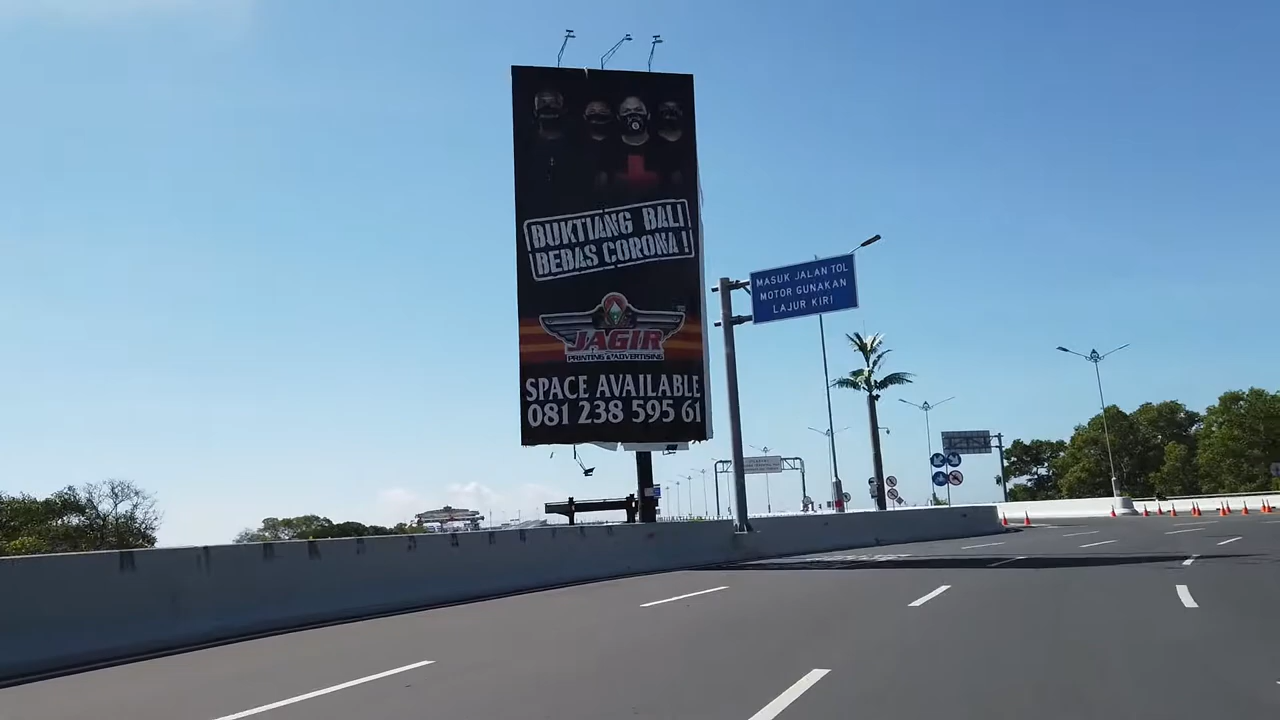 BUKTIANG BALI
BEBAS CORONA!
JAGIR
PRINTING & ADVERTISING
SPACE AVAILABLE
081 238 595 61
MASUK JALAN TOL
MOTOR GUNAKAN
LAJUR KIRI